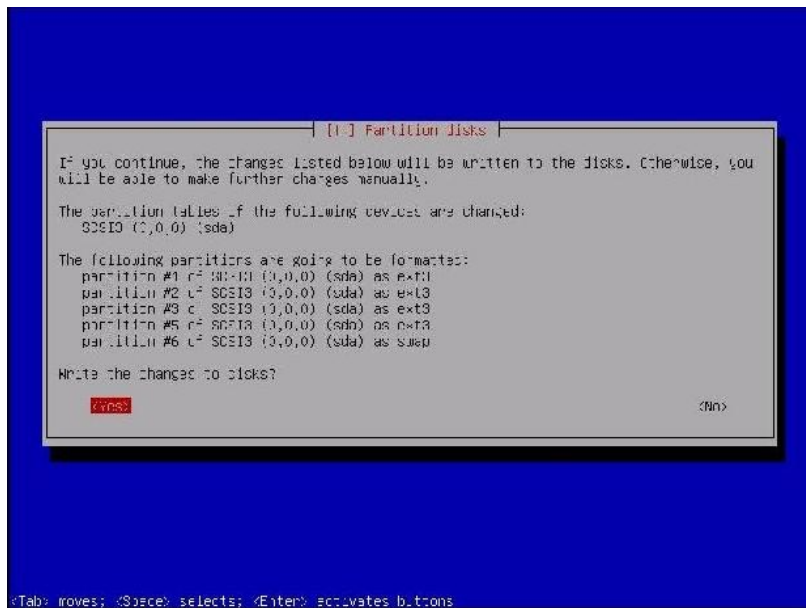 [!!] Partition disks
If you continue, the changes listed below will be written to the disks. Otherwise, you
will be able to make further changes manually.
The partition tables of the following devices are changed:
SCSI3 (0,0,0) (sda)
The following partitions are going to be formatted:
partition #1 of SCSI3 (0,0,0) (sda) as ext3
partition #2 of SCSI3 (0,0,0) (sda) as ext3
partition #3 of SCSI3 (0,0,0) (sda) as ext3
partition #5 of SCSI3 (0,0,0) (sda) as ext3
partition #6 of SCSI3 (0,0,0) (sda) as swap
Write the changes to disks?
<Yes> <No>
<Tab> moves; <Space> selects; <Enter> activates buttons